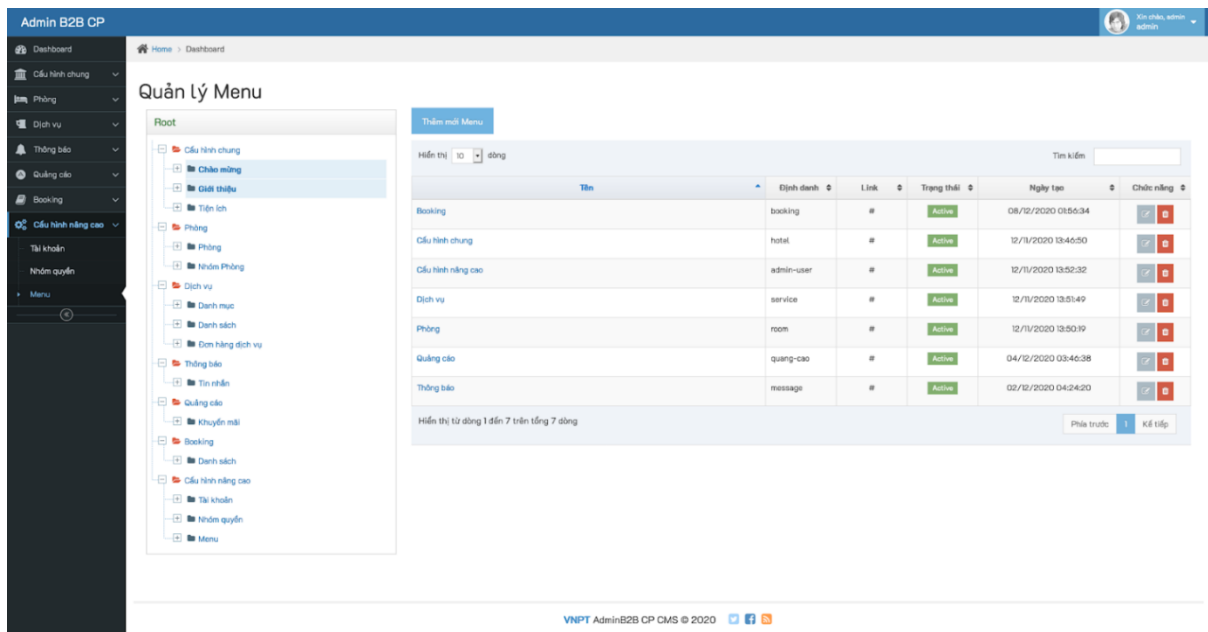 Admin B2B CP
Xin chào, admin
admin
Dashboard
Cấu hình chung
Phòng
Dịch vụ
Thông báo
Quảng cáo
Booking
Cấu hình nâng cao
Tài khoản
Nhóm quyền
Menu
Home > Dashboard
Quản lý Menu
Root
Cấu hình chung
Chào mừng
Giới thiệu
Tiện ích
Phòng
Phòng
Nhóm Phòng
Dịch vụ
Danh mục
Danh sách
Đơn hàng dịch vụ
Thông báo
Tin nhắn
Quảng cáo
Khuyến mãi
Booking
Danh sách
Cấu hình nâng cao
Tài khoản
Nhóm quyền
Menu
Thêm mới Menu
Hiển thị 10 dòng
Tìm kiếm
Tên Định danh Link Trạng thái Ngày tạo Chức năng
Booking booking # Active 08/12/2020 01:56:34
Cấu hình chung hotel # Active 12/11/2020 13:46:50
Cấu hình nâng cao admin-user # Active 12/11/2020 13:52:32
Dịch vụ service # Active 12/11/2020 13:51:49
Phòng room # Active 12/11/2020 13:50:19
Quảng cáo quang-cao # Active 04/12/2020 03:46:38
Thông báo message # Active 02/12/2020 04:24:20
Hiển thị từ dòng 1 đến 7 trên tổng 7 dòng
Phía trước 1 Kế tiếp
VNPT AdminB2B CP CMS © 2020